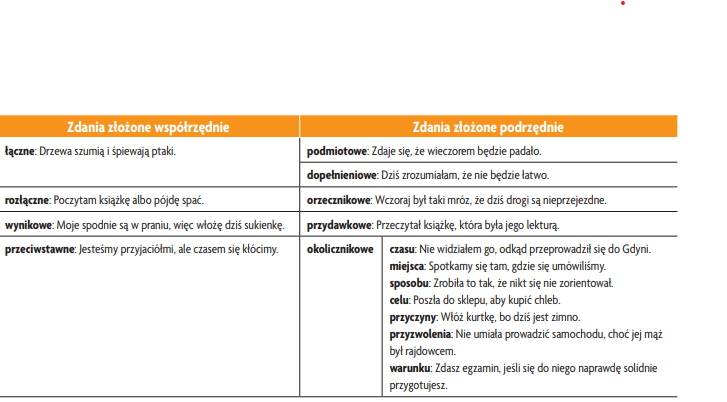 Zdania złożone współrzędnie
Zdania złożone podrzędnie
łączne: Drzewa szumią i śpiewają ptaki.
podmiotowe: Zdaje się, że wieczorem będzie padało.
dopełnieniowe: Dziś zrozumiałam, że nie będzie łatwo.
rozłączne: Poczytam książkę albo pójdę spać.
orzecznikowe: Wczoraj był taki mróz, że dziś drogi są nieprzejezdne.
wynikowe: Moje spodnie są w praniu, więc włożę dziś sukienkę.
przydawkowe: Przeczytał książkę, która była jego lekturą.
przeciwstawne: Jesteśmy przyjaciółmi, ale czasem się kłócimy.
okolicznikowe
czasu: Nie widziałem go, odkąd przeprowadził się do Gdyni.
miejsca: Spotkamy się tam, gdzie się umówiliśmy.
sposobu: Zrobiła to tak, że nikt się nie zorientował.
celu: Poszła do sklepu, aby kupić chleb.
przyczyny: Włóż kurtkę, bo dziś jest zimno.
przyzwolenia: Nie umiała prowadzić samochodu, choć jej mąż
był rajdowcem.
warunku: Zdasz egzamin, jeśli się do niego naprawdę solidnie
przygotujesz.